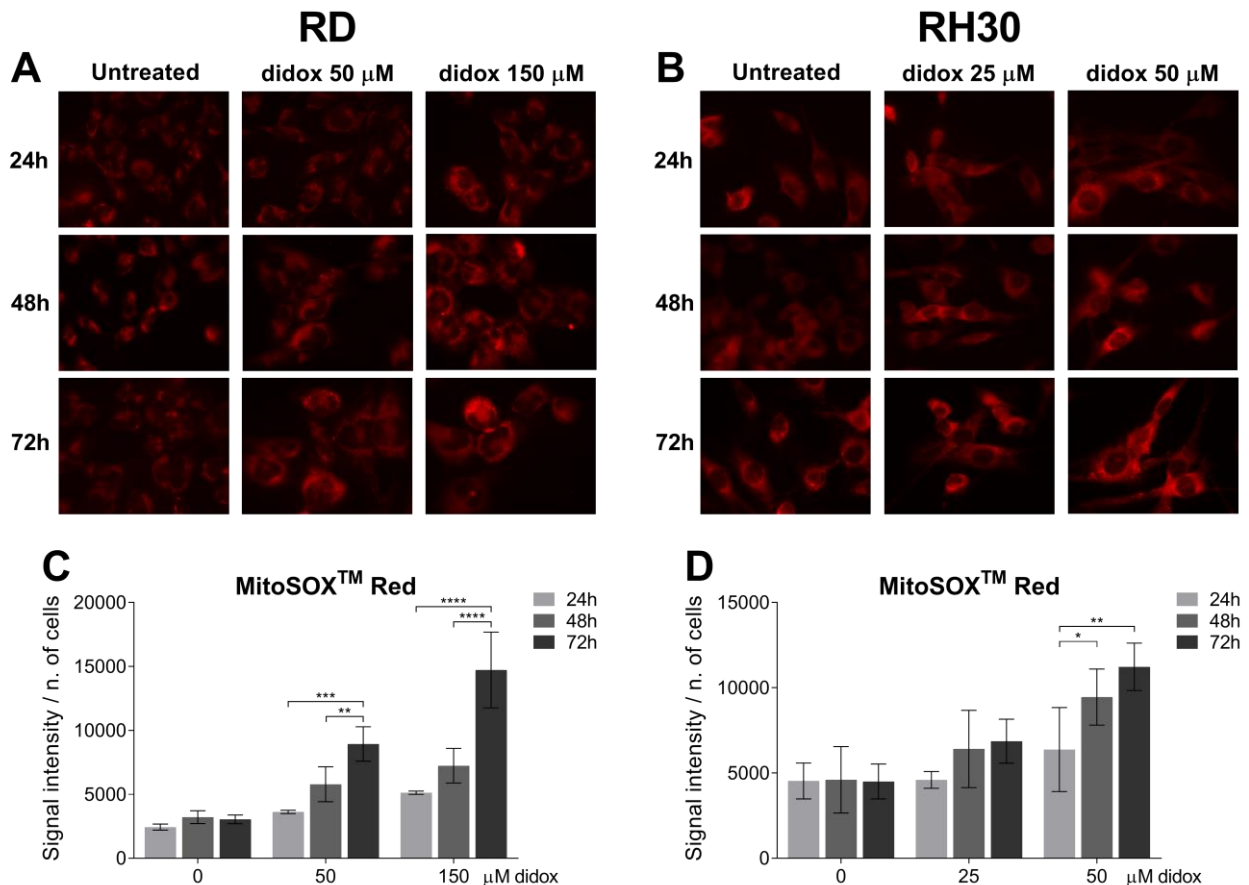 RD
RH30
A
Untreated didox 50 μM didox 150 μM
B
Untreated didox 25 μM didox 50 μM
24h
48h
72h
24h
48h
72h
C
MitoSOX™ Red
24h
48h
72h
Signal intensity / n. of cells
20000
15000
10000
5000
0
****
****
***
**
0 50 150 μM didox
D
MitoSOX™ Red
24h
48h
72h
Signal intensity / n. of cells
15000
10000
5000
0
**
*
0 25 50 μM didox